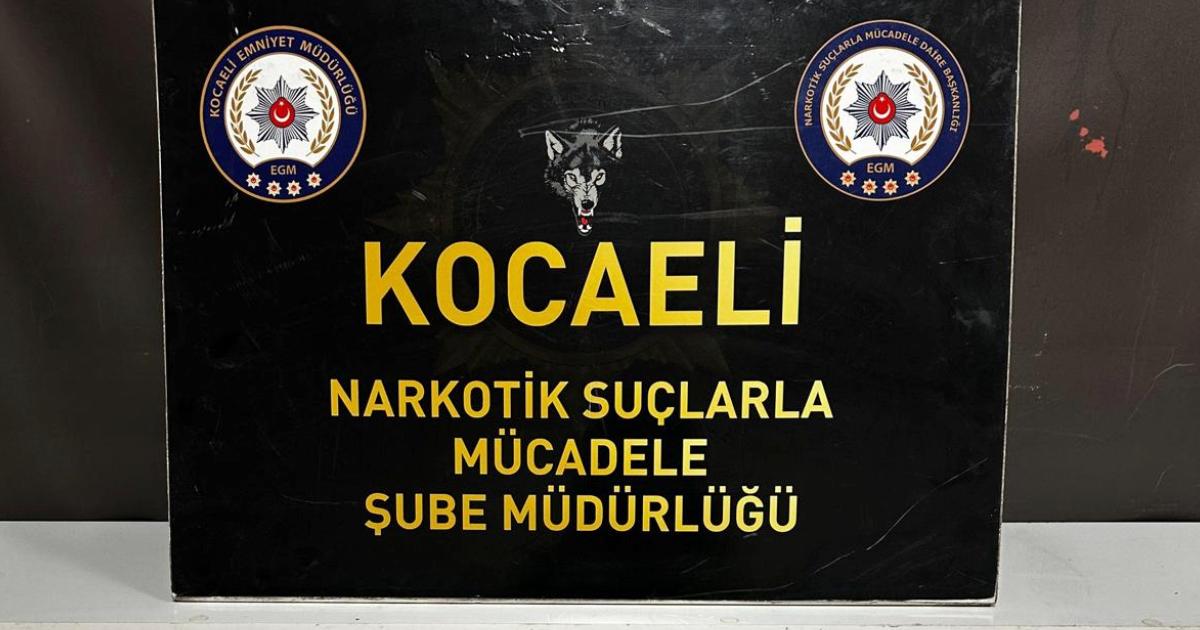 KOCAELİ EMNİYET MÜDÜRLÜĞÜ
EGM
NARKOTİK SUÇLARLA MÜCADELE DAİRE BAŞKANLIĞI
EGM
KOCAELİ
NARKOTİK SUÇLARLA
MÜCADELE
ŞUBE MÜDÜRLÜĞÜ